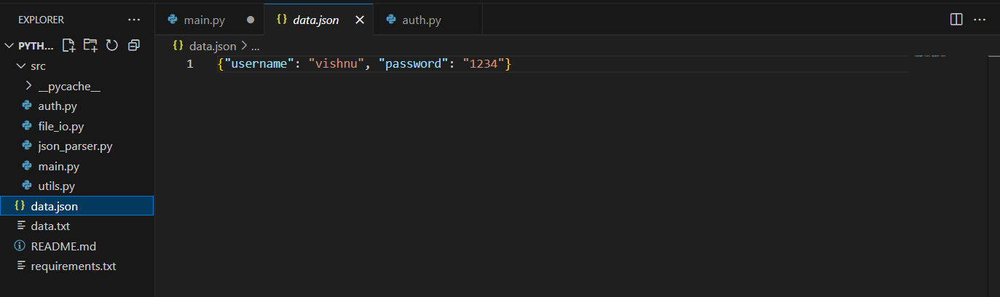 EXPLORER
PYTH...
src
__pycache__
auth.py
file_io.py
json_parser.py
main.py
utils.py
data.json
data.txt
README.md
requirements.txt
main.py
data.json
auth.py
data.json > ...
1 {"username": "vishnu", "password": "1234"}